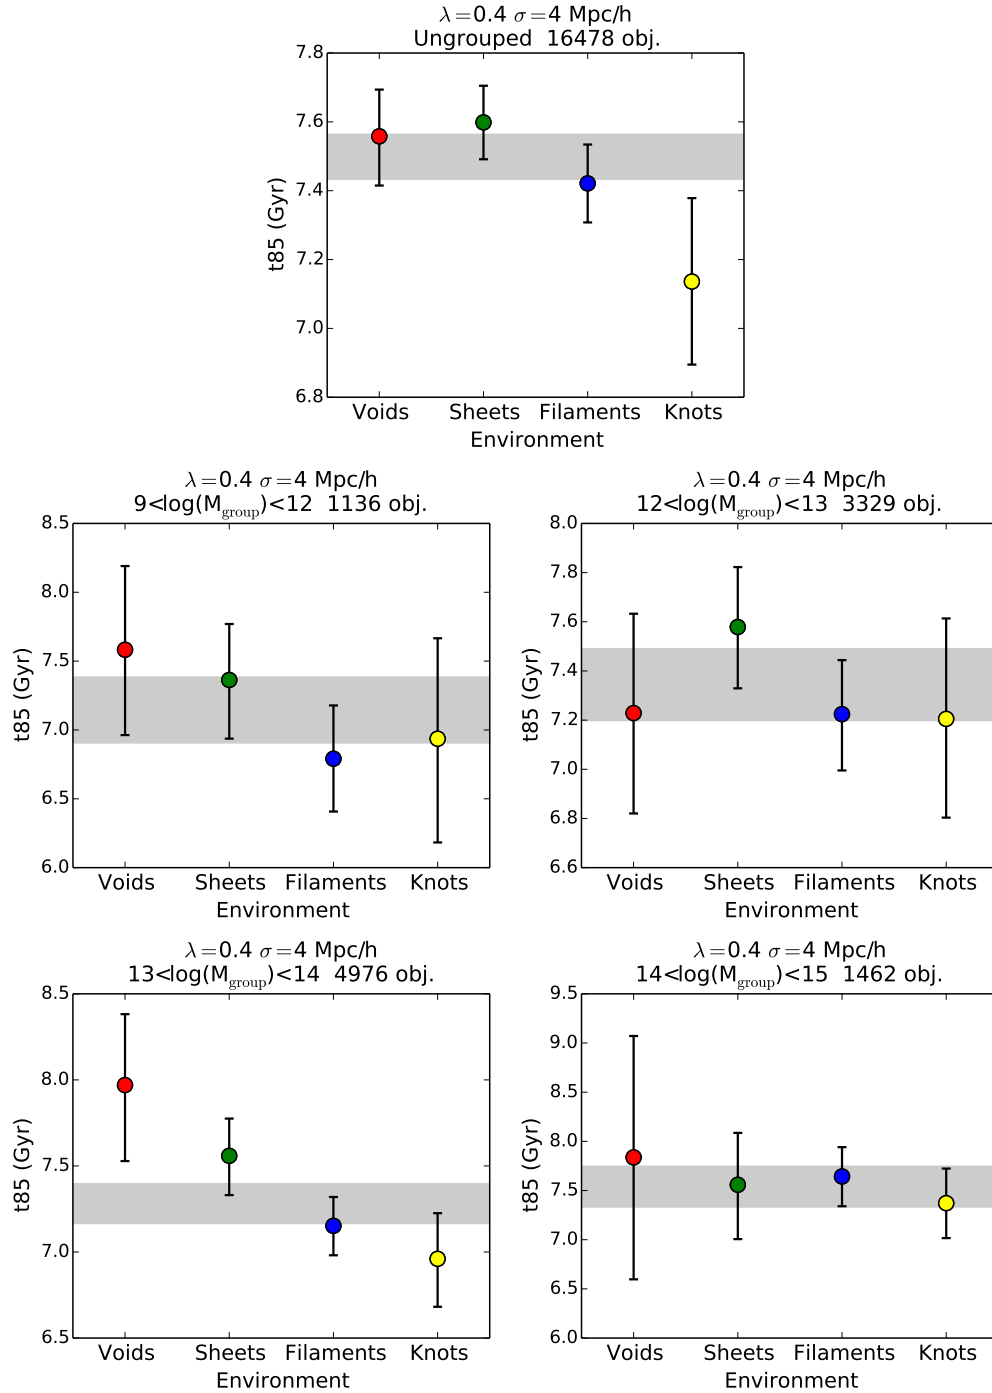 λ=0.4 σ=4 Mpc/h
Ungrouped 16478 obj.
7.8
7.6
7.4
7.2
7.0
6.8
t85 (Gyr)
Voids Sheets Filaments Knots
Environment
λ=0.4 σ=4 Mpc/h
9<log(M_group)<12 1136 obj.
8.5
8.0
7.5
7.0
6.5
6.0
t85 (Gyr)
Voids Sheets Filaments Knots
Environment
λ=0.4 σ=4 Mpc/h
12<log(M_group)<13 3329 obj.
8.0
7.8
7.6
7.4
7.2
7.0
6.8
6.6
t85 (Gyr)
Voids Sheets Filaments Knots
Environment
λ=0.4 σ=4 Mpc/h
13<log(M_group)<14 4976 obj.
8.5
8.0
7.5
7.0
6.5
t85 (Gyr)
Voids Sheets Filaments Knots
Environment
λ=0.4 σ=4 Mpc/h
14<log(M_group)<15 1462 obj.
9.5
9.0
8.5
8.0
7.5
7.0
6.5
6.0
t85 (Gyr)
Voids Sheets Filaments Knots
Environment